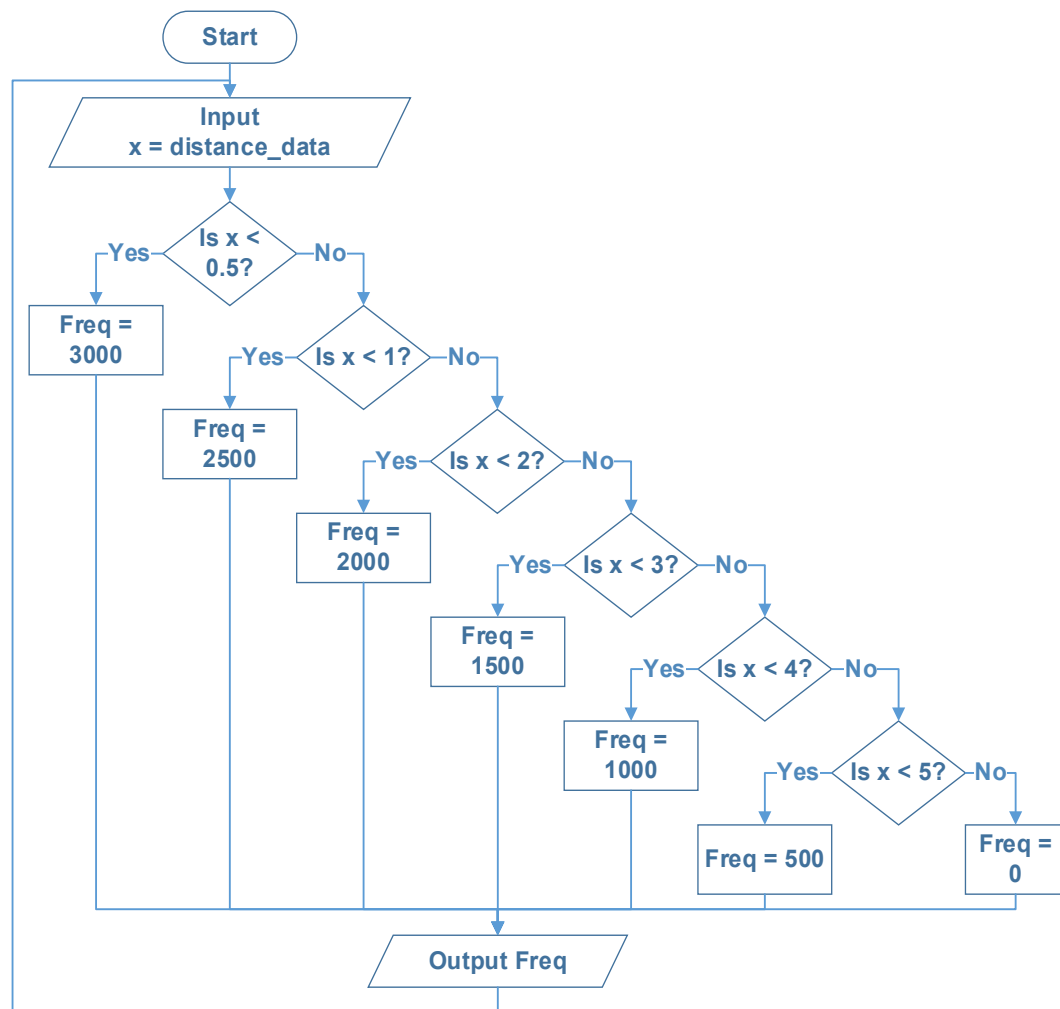 Start
Input
x = distance_data
Is x <
0.5?
Yes
No
Freq =
3000
Is x < 1?
Yes
No
Freq =
2500
Is x < 2?
Yes
No
Freq =
2000
Is x < 3?
Yes
No
Freq =
1500
Is x < 4?
Yes
No
Freq =
1000
Is x < 5?
Yes
No
Freq = 500
Freq =
0
Output Freq